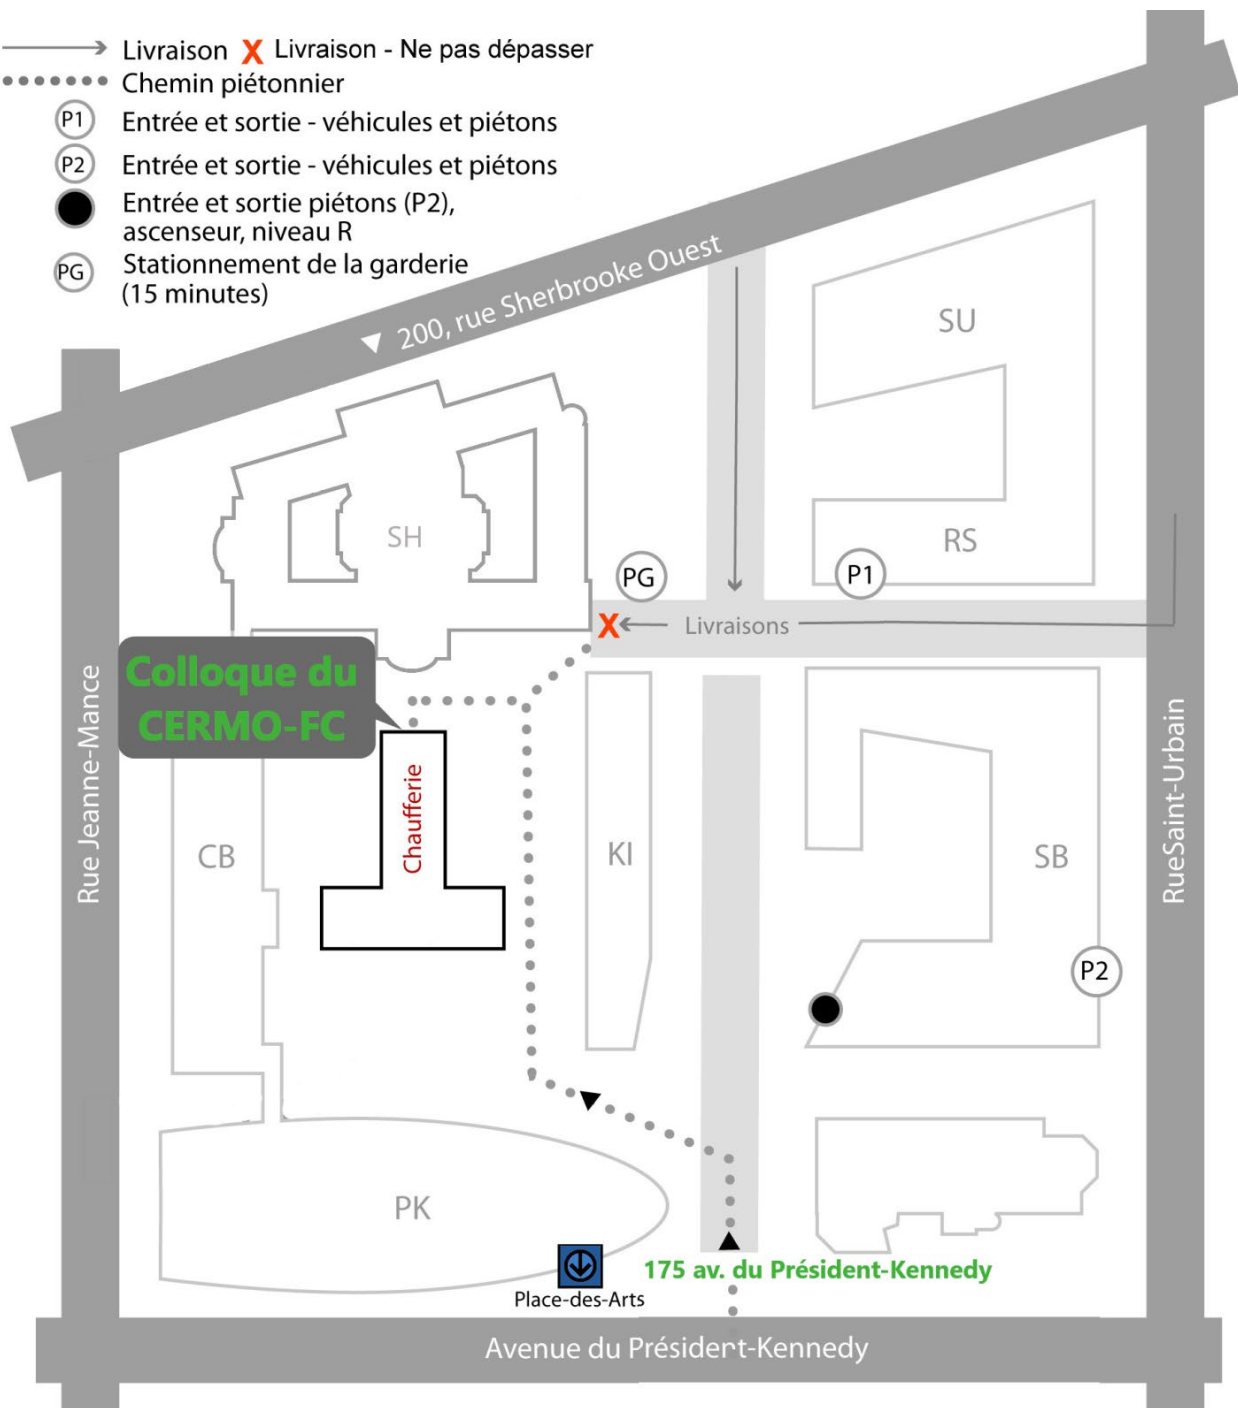 Livraison X Livraison - Ne pas dépasser
Chemin piétonnier
P1 Entrée et sortie - véhicules et piétons
P2 Entrée et sortie - véhicules et piétons
Entrée et sortie piétons (P2),
ascenseur, niveau R
PG Stationnement de la garderie
(15 minutes)
200, rue Sherbrooke Ouest
SU
SH
RS
PG
P1
X
Livraisons
Colloque du
CERMO-FC
Rue Jeanne-Mance
RueSaint-Urbain
Chaufferie
CB
KI
SB
P2
PK
175 av. du Président-Kennedy
Place-des-Arts
Avenue du Président-Kennedy